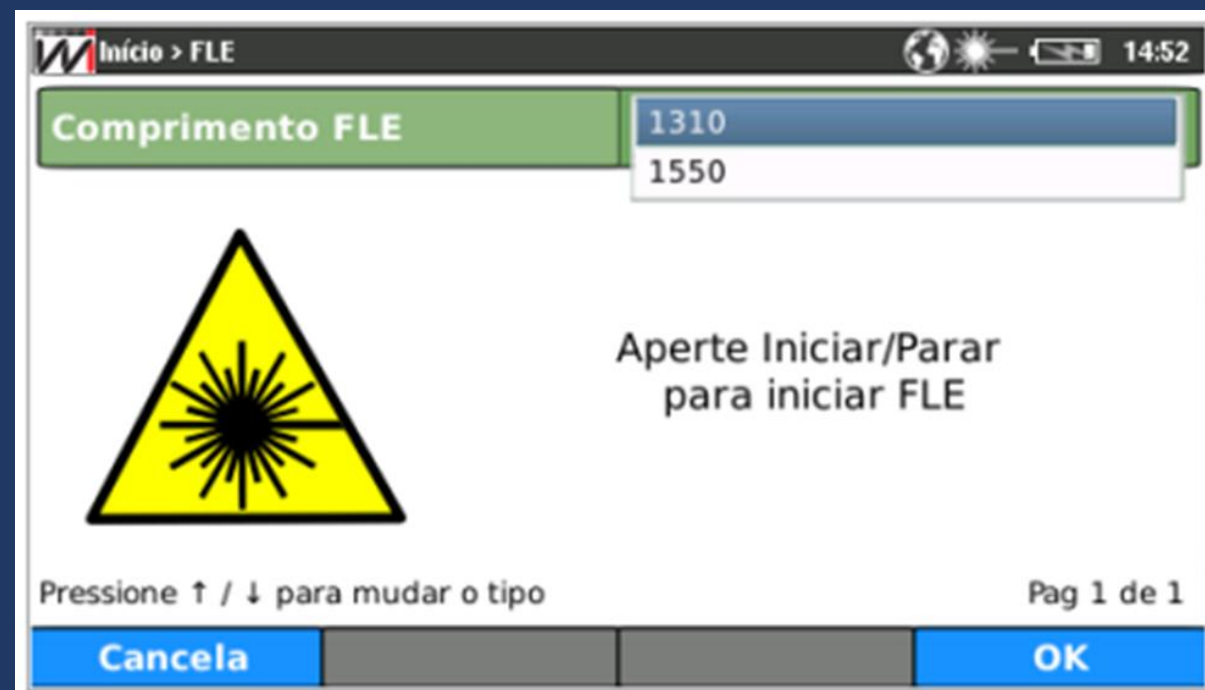 Início > FLE
14:52
Comprimento FLE
1310
1550
Aperte Iniciar/Parar
para iniciar FLE
Pressione ↑ / ↓ para mudar o tipo
Pag 1 de 1
Cancela
OK